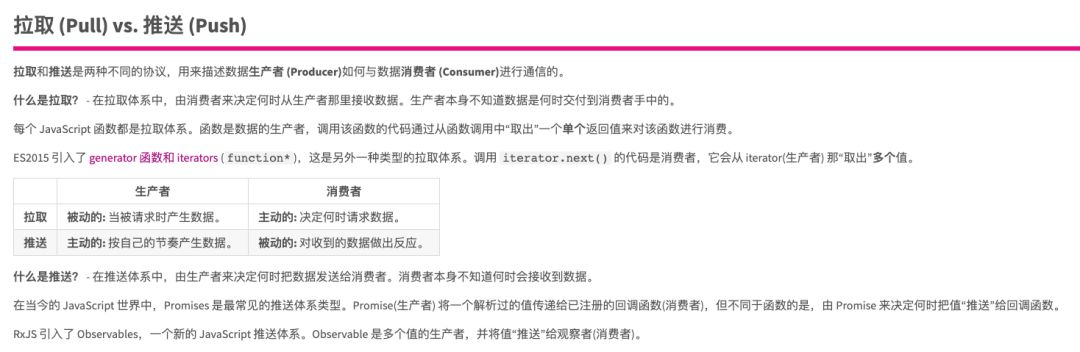 拉取 (Pull) vs. 推送 (Push)
拉取和推送是两种不同的协议，用来描述数据生产者 (Producer)如何与数据消费者 (Consumer)进行通信的。
什么是拉取？ - 在拉取体系中，由消费者来决定何时从生产者那里接收数据。生产者本身不知道数据是何时交付到消费者手中的。
每个 JavaScript 函数都是拉取体系。函数是数据的生产者，调用该函数的代码通过从函数调用中“取出”一个单个返回值来对该函数进行消费。
ES2015 引入了 generator 函数和 iterators (function*)，这是另外一种类型的拉取体系。调用 iterator.next() 的代码是消费者，它会从 iterator(生产者) 那“取出”多个值。
生产者 消费者
拉取 被动的: 当被请求时产生数据。 主动的: 决定何时请求数据。
推送 主动的: 按自己的节奏产生数据。 被动的: 对收到的数据做出反应。
什么是推送？ - 在推送体系中，由生产者来决定何时把数据发送给消费者。消费者本身不知道何时会接收到数据。
在当今的 JavaScript 世界中，Promises 是最常见的推送体系类型。Promise(生产者) 将一个解析过的值传递给已注册的回调函数(消费者)，但不同于函数的是，由 Promise 来决定何时把值“推送”给回调函数。
RxJS 引入了 Observables，一个新的 JavaScript 推送体系。Observable 是多个值的生产者，并将值“推送”给观察者(消费者)。